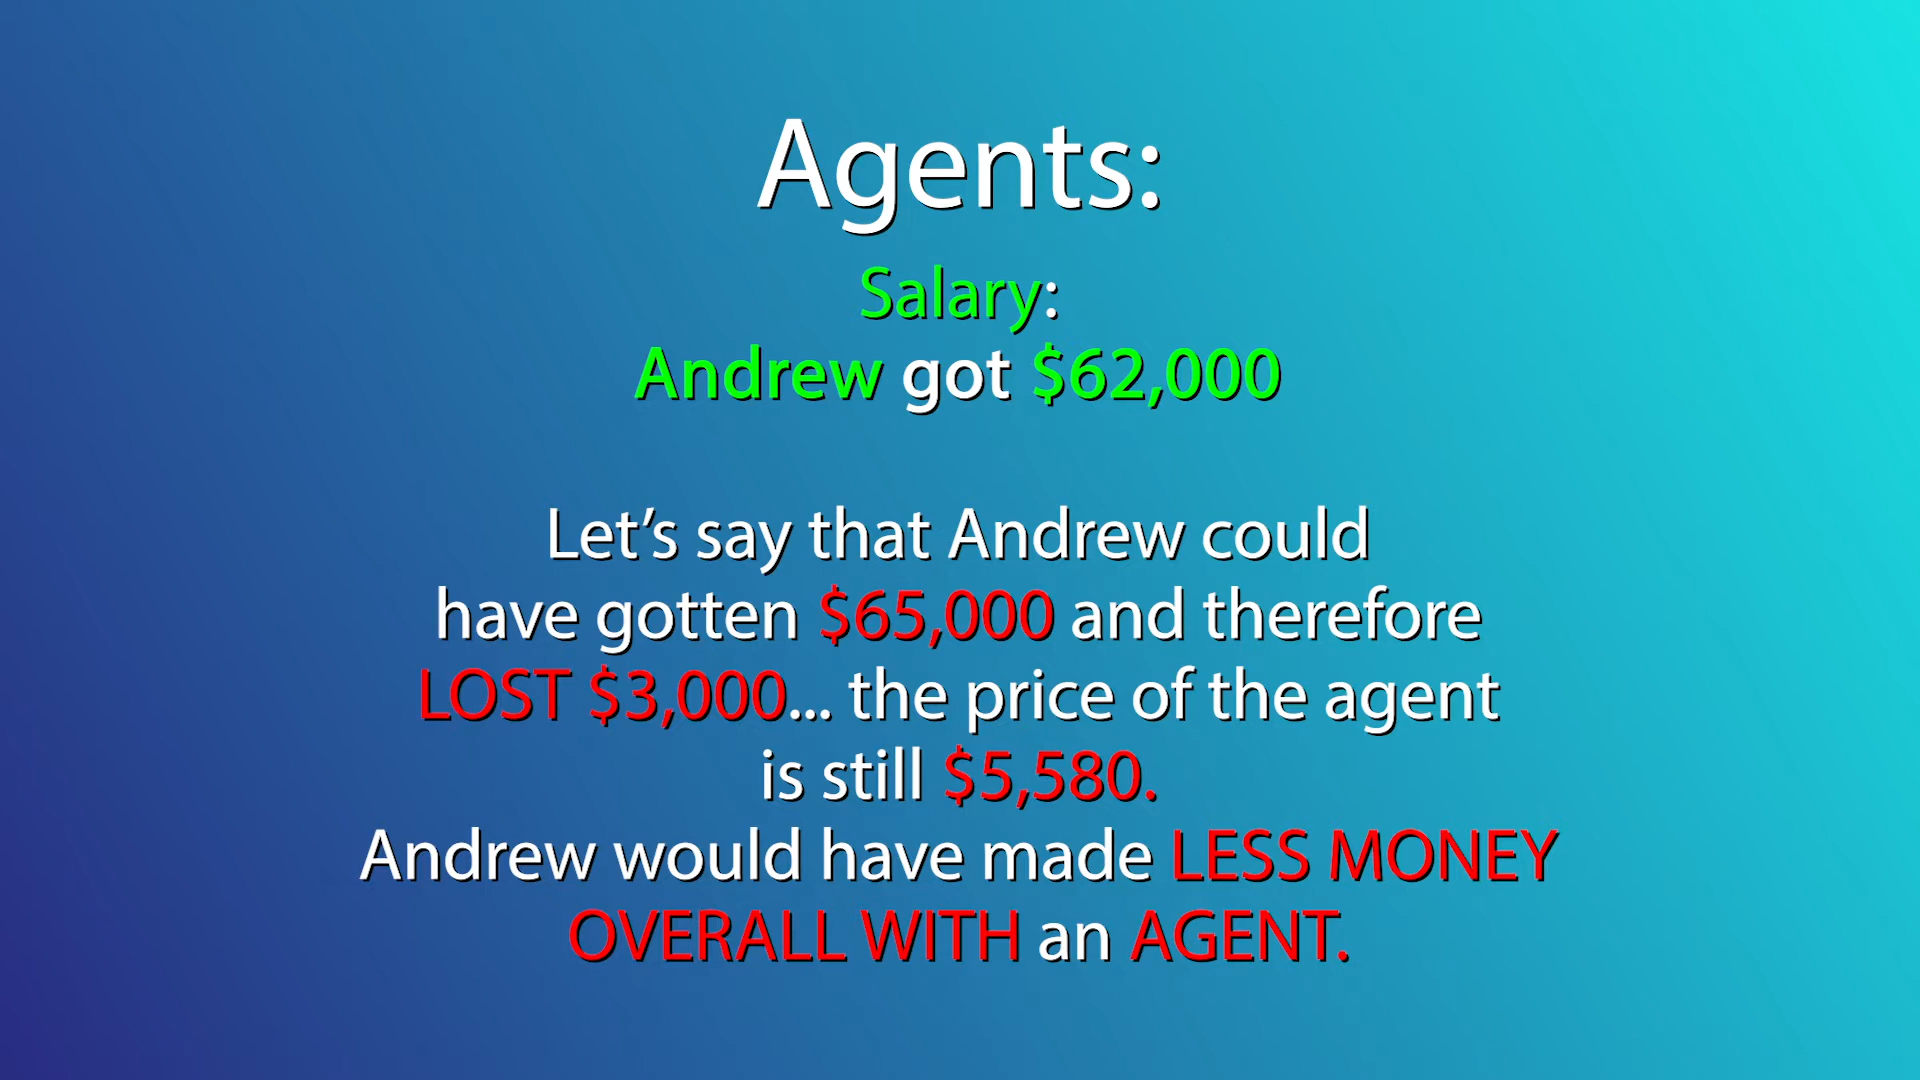 Agents:
Salary:
Andrew got $62,000
Let’s say that Andrew could
have gotten $65,000 and therefore
LOST $3,000... the price of the agent
is still $5,580.
Andrew would have made LESS MONEY
OVERALL WITH an AGENT.